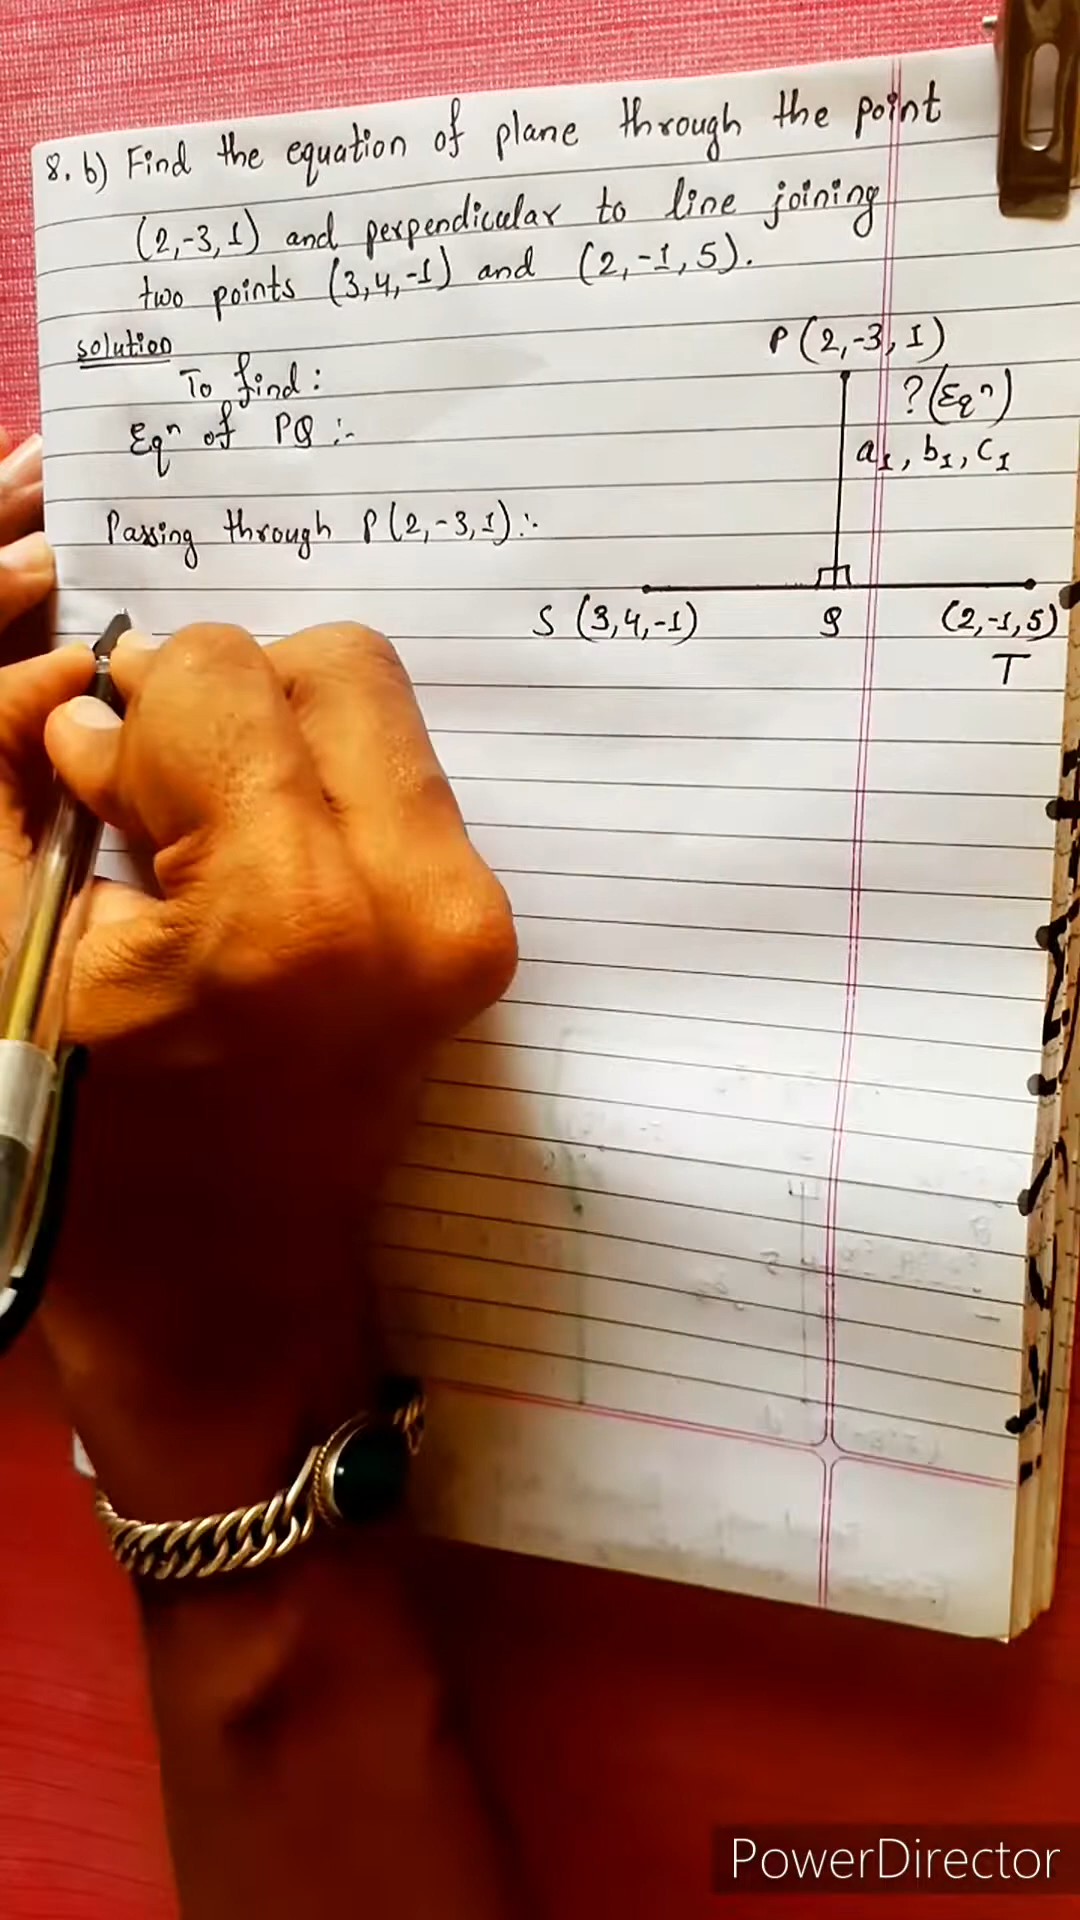 8. b) Find the equation of plane through the point
(2,-3,1) and perpendicular to line joining
two points (3,4,-1) and (2,-1,5).
solution
To find:
Eqⁿ of PQ :-
Passing through P(2,-3,1):-
P (2,-3,1)
?(Eqⁿ)
a₁, b₁, c₁
S (3,4,-1)
Q
(2,-1,5)
T
PowerDirector